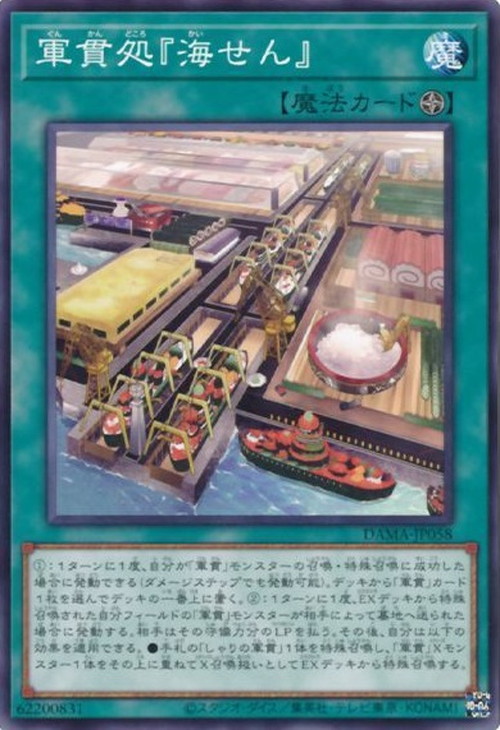 ぐん かん どころ かい
軍貫処『海せん』
魔
【魔法カード】
DAMA-JP058
①:1ターンに1度、自分が「軍貫」モンスターの召喚・特殊召喚に成功した
場合に発動できる(ダメージステップでも発動可能)。デッキから「軍貫」カード
1枚を選んでデッキの一番上に置く。②:1ターンに1度、EXデッキから特殊
召喚された自分フィールドの「軍貫」モンスターが相手によって墓地へ送られた
場合に発動する。相手はその守備力分のLPを払う。その後、自分は以下の
効果を適用できる。●手札の「しゃりの軍貫」1体を特殊召喚し、「軍貫」Xモン
スター1体をその上に重ねてX召喚扱いとしてEXデッキから特殊召喚する。
62200831
©スタジオ・ダイス/集英社・テレビ東京・KONAMI